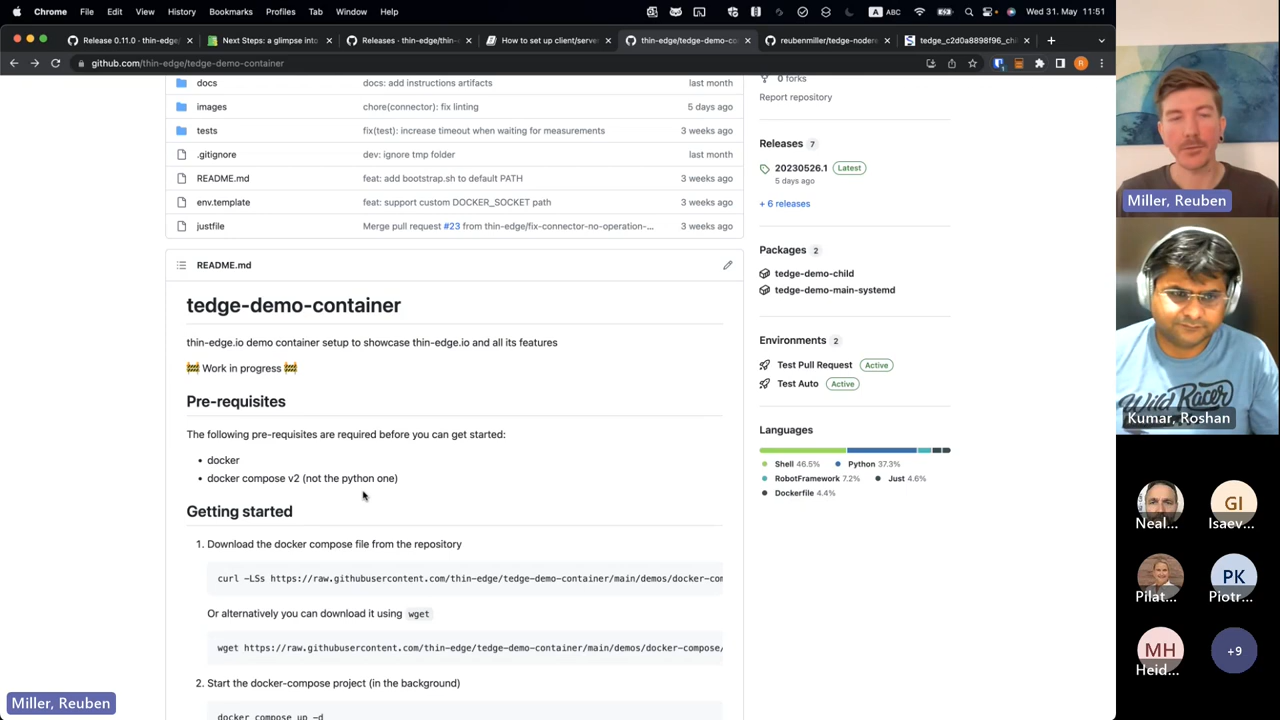 Chrome File Edit View History Bookmarks Profiles Tab Window Help A ABC Wed 31. May 11:51
Release 0.11.0 · thin-edge/ti
Next Steps: a glimpse into
Releases · thin-edge/thin-e
How to set up client/server
thin-edge/tedge-demo-co
reubenmiller/tedge-nodere
tedge_c2d0a8898f96_chi
github.com/thin-edge/tedge-demo-container
docs docs: add instructions artifacts last month
images chore(connector): fix linting 5 days ago
tests fix(test): increase timeout when waiting for measurements 3 weeks ago
.gitignore dev: ignore tmp folder last month
README.md feat: add bootstrap.sh to default PATH 3 weeks ago
env.template feat: support custom DOCKER_SOCKET path 3 weeks ago
justfile Merge pull request #23 from thin-edge/fix-connector-no-operation-... 3 weeks ago
README.md
tedge-demo-container
thin-edge.io demo container setup to showcase thin-edge.io and all its features
🚧 Work in progress 🚧
Pre-requisites
The following pre-requisites are required before you can get started:
• docker
• docker compose v2 (not the python one)
Getting started
1. Download the docker compose file from the repository
curl -LSs https://raw.githubusercontent.com/thin-edge/tedge-demo-container/main/demos/docker-com
Or alternatively you can download it using wget
wget https://raw.githubusercontent.com/thin-edge/tedge-demo-container/main/demos/docker-compose/
2. Start the docker-compose project (in the background)
docker compose up -d
0 forks
Report repository
Releases 7
20230526.1 Latest
5 days ago
+ 6 releases
Packages 2
tedge-demo-child
tedge-demo-main-systemd
Environments 2
Test Pull Request Active
Test Auto Active
Languages
Shell 46.5% Python 37.3%
RobotFramework 7.2% Just 4.6%
Dockerfile 4.4%
Miller, Reuben
Wild
Racer
Kumar, Roshan
Neal...
GI
Isaev...
Pilat...
PK
Piotr...
MH
Heid...
+9
Miller, Reuben